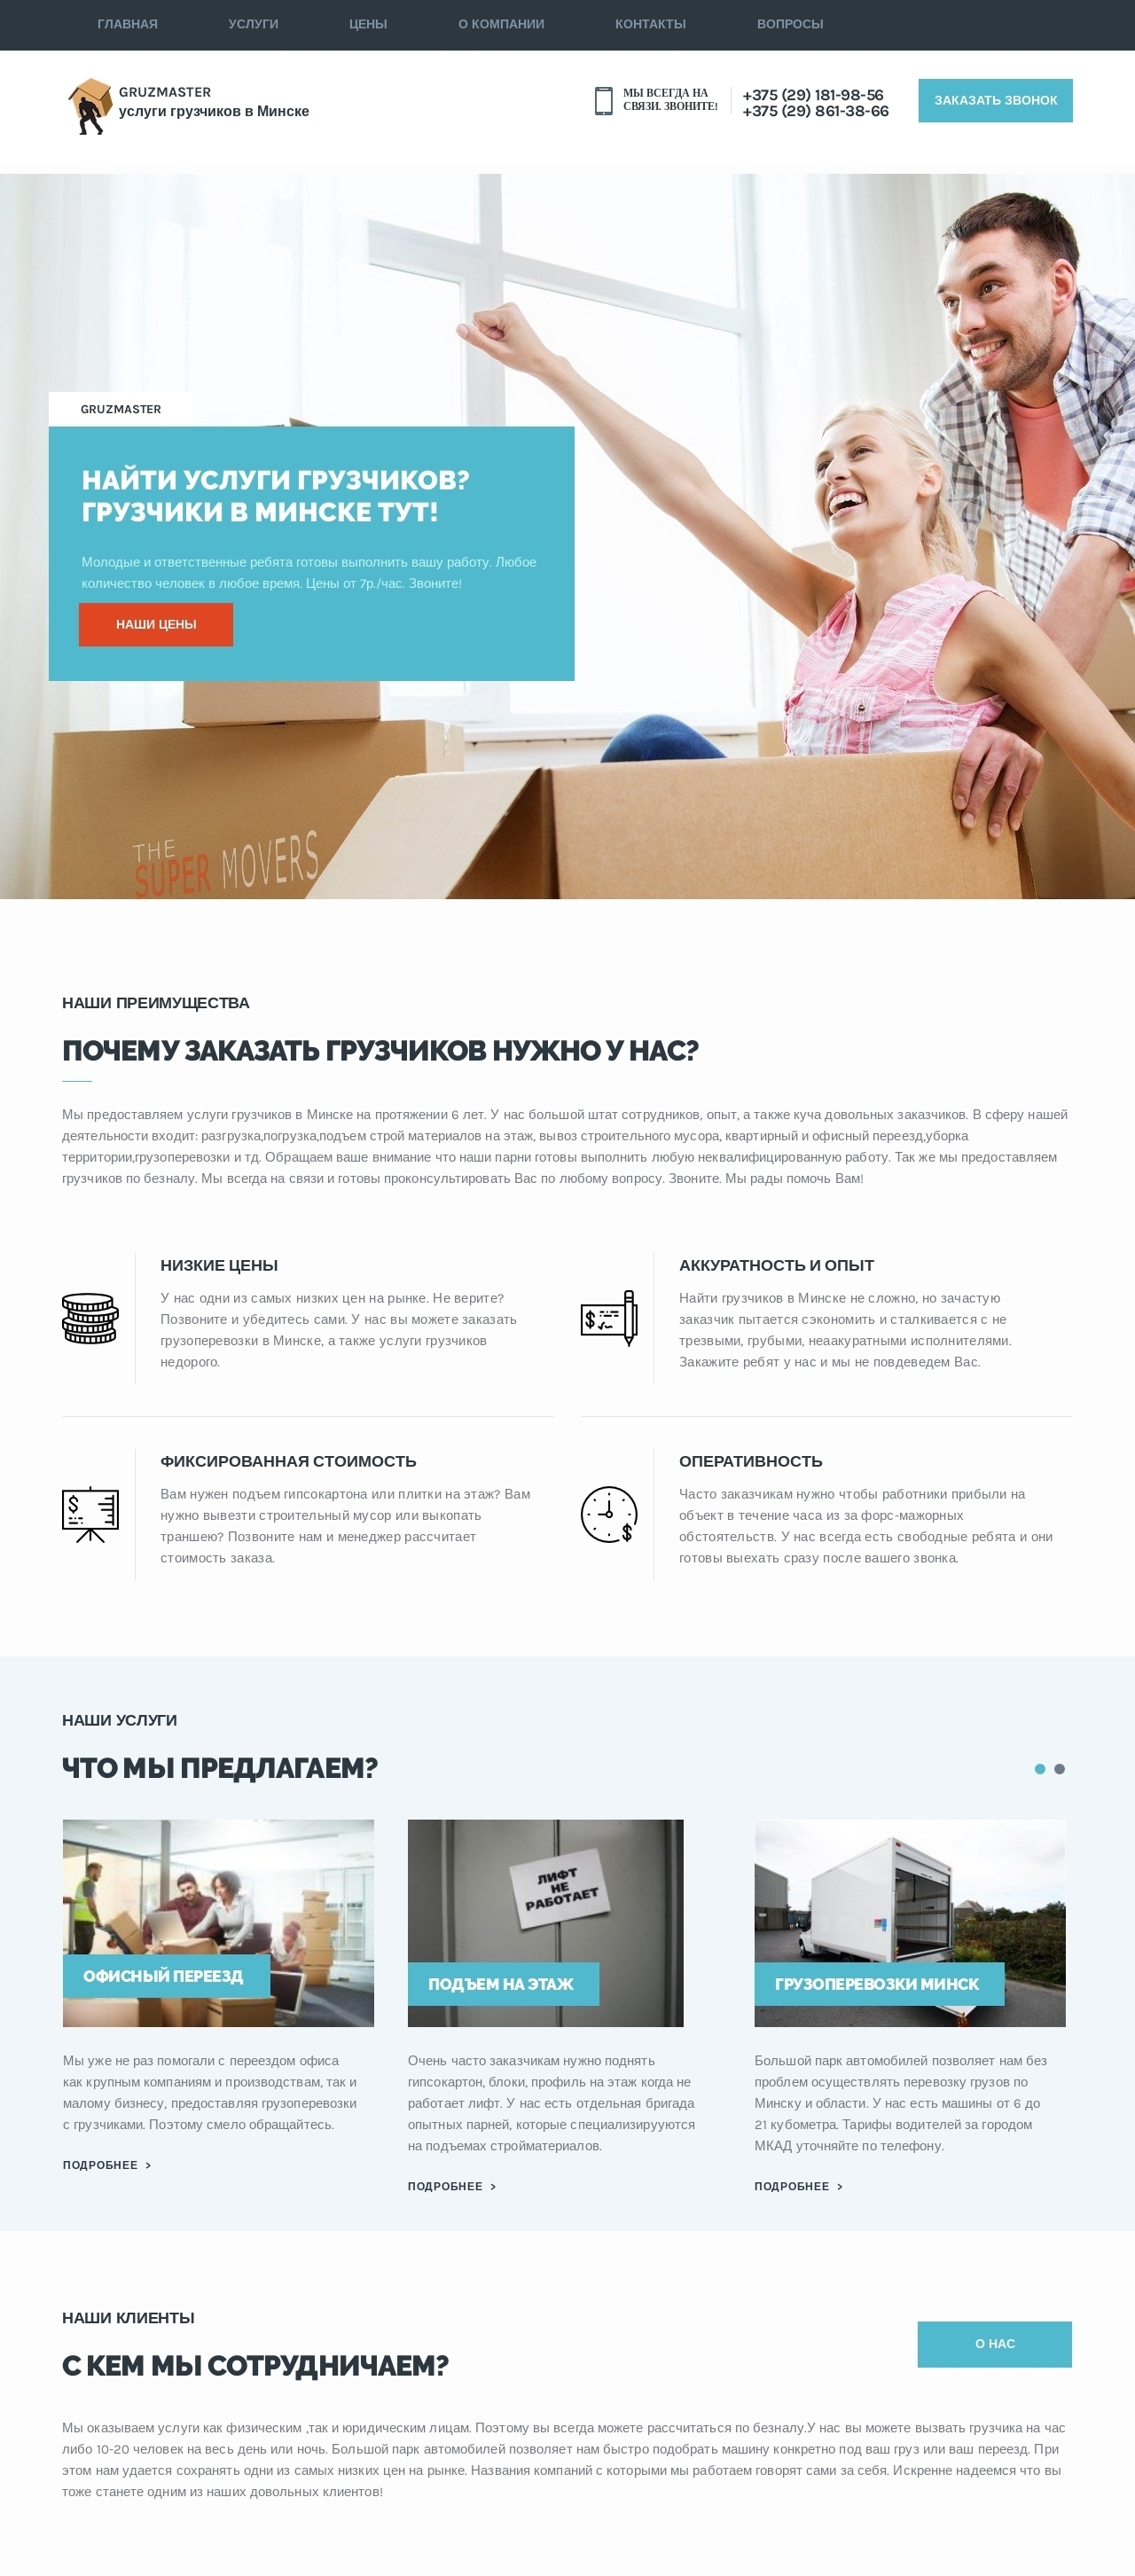 ГЛАВНАЯ УСЛУГИ ЦЕНЫ О КОМПАНИИ КОНТАКТЫ ВОПРОСЫ
GRUZMASTER
услуги грузчиков в Минске
МЫ ВСЕГДА НА
СВЯЗИ. ЗВОНИТЕ!
+375 (29) 181-98-56
+375 (29) 861-38-66
ЗАКАЗАТЬ ЗВОНОК
GRUZMASTER
НАЙТИ УСЛУГИ ГРУЗЧИКОВ?
ГРУЗЧИКИ В МИНСКЕ ТУТ!
Молодые и ответственные ребята готовы выполнить вашу работу. Любое
количество человек в любое время. Цены от 7р./час. Звоните!
НАШИ ЦЕНЫ
THE
SUPER MOVERS
НАШИ ПРЕИМУЩЕСТВА
ПОЧЕМУ ЗАКАЗАТЬ ГРУЗЧИКОВ НУЖНО У НАС?
Мы предоставляем услуги грузчиков в Минске на протяжении 6 лет. У нас большой штат сотрудников, опыт, а также куча довольных заказчиков. В сферу нашей
деятельности входит: разгрузка,погрузка,подъем строй материалов на этаж, вывоз строительного мусора, квартирный и офисный переезд,уборка
территории,грузоперевозки и тд. Обращаем ваше внимание что наши парни готовы выполнить любую неквалифицированную работу. Так же мы предоставляем
грузчиков по безналу. Мы всегда на связи и готовы проконсультировать Вас по любому вопросу. Звоните. Мы рады помочь Вам!
НИЗКИЕ ЦЕНЫ
У нас одни из самых низких цен на рынке. Не верите?
Позвоните и убедитесь сами. У нас вы можете заказать
грузоперевозки в Минске, а также услуги грузчиков
недорого.
АККУРАТНОСТЬ И ОПЫТ
Найти грузчиков в Минске не сложно, но зачастую
заказчик пытается сэкономить и сталкивается с не
трезвыми, грубыми, неаккуратными исполнителями.
Закажите ребят у нас и мы не повдеведем Вас.
ФИКСИРОВАННАЯ СТОИМОСТЬ
Вам нужен подъем гипсокартона или плитки на этаж? Вам
нужно вывезти строительный мусор или выкопать
траншею? Позвоните нам и менеджер рассчитает
стоимость заказа.
ОПЕРАТИВНОСТЬ
Часто заказчикам нужно чтобы работники прибыли на
объект в течение часа из за форс-мажорных
обстоятельств. У нас всегда есть свободные ребята и они
готовы выехать сразу после вашего звонка.
НАШИ УСЛУГИ
ЧТО МЫ ПРЕДЛАГАЕМ?
ОФИСНЫЙ ПЕРЕЕЗД
Мы уже не раз помогали с переездом офиса
как крупным компаниям и производствам, так и
малому бизнесу, предоставляя грузоперевозки
с грузчиками. Поэтому смело обращайтесь.
ПОДРОБНЕЕ >
ЛИФТ
НЕ
РАБОТАЕТ
ПОДЪЕМ НА ЭТАЖ
Очень часто заказчикам нужно поднять
гипсокартон, блоки, профиль на этаж когда не
работает лифт. У нас есть отдельная бригада
опытных парней, которые специализирууются
на подъемах стройматериалов.
ПОДРОБНЕЕ >
ГРУЗОПЕРЕВОЗКИ МИНСК
Большой парк автомобилей позволяет нам без
проблем осуществлять перевозку грузов по
Минску и области. У нас есть машины от 6 до
21 кубометра. Тарифы водителей за городом
МКАД уточняйте по телефону.
ПОДРОБНЕЕ >
НАШИ КЛИЕНТЫ
С КЕМ МЫ СОТРУДНИЧАЕМ?
О НАС
Мы оказываем услуги как физическим ,так и юридическим лицам. Поэтому вы всегда можете рассчитаться по безналу.У нас вы можете вызвать грузчика на час
либо 10-20 человек на весь день или ночь. Большой парк автомобилей позволяет нам быстро подобрать машину конкретно под ваш груз или ваш переезд. При
этом нам удается сохранять одни из самых низких цен на рынке. Названия компаний с которыми мы работаем говорят сами за себя. Искренне надеемся что вы
тоже станете одним из наших довольных клиентов!